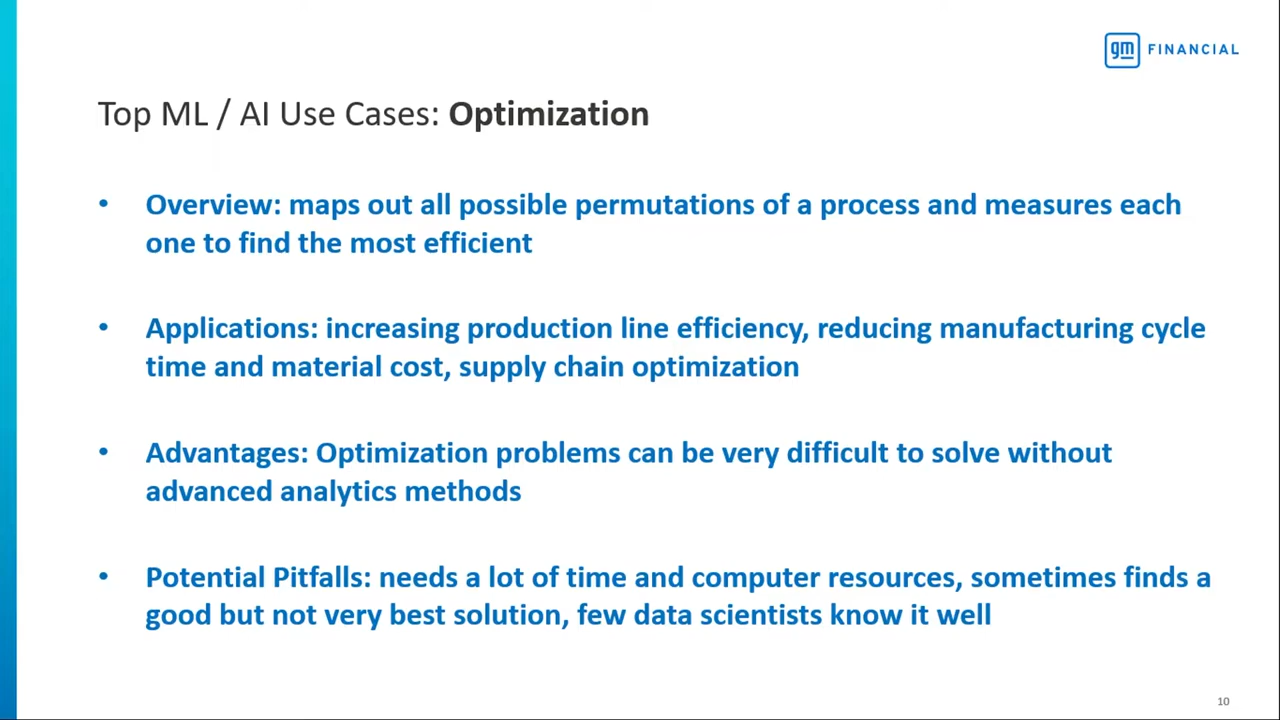 gm FINANCIAL
Top ML / AI Use Cases: Optimization
• Overview: maps out all possible permutations of a process and measures each
one to find the most efficient
• Applications: increasing production line efficiency, reducing manufacturing cycle
time and material cost, supply chain optimization
• Advantages: Optimization problems can be very difficult to solve without
advanced analytics methods
• Potential Pitfalls: needs a lot of time and computer resources, sometimes finds a
good but not very best solution, few data scientists know it well
10